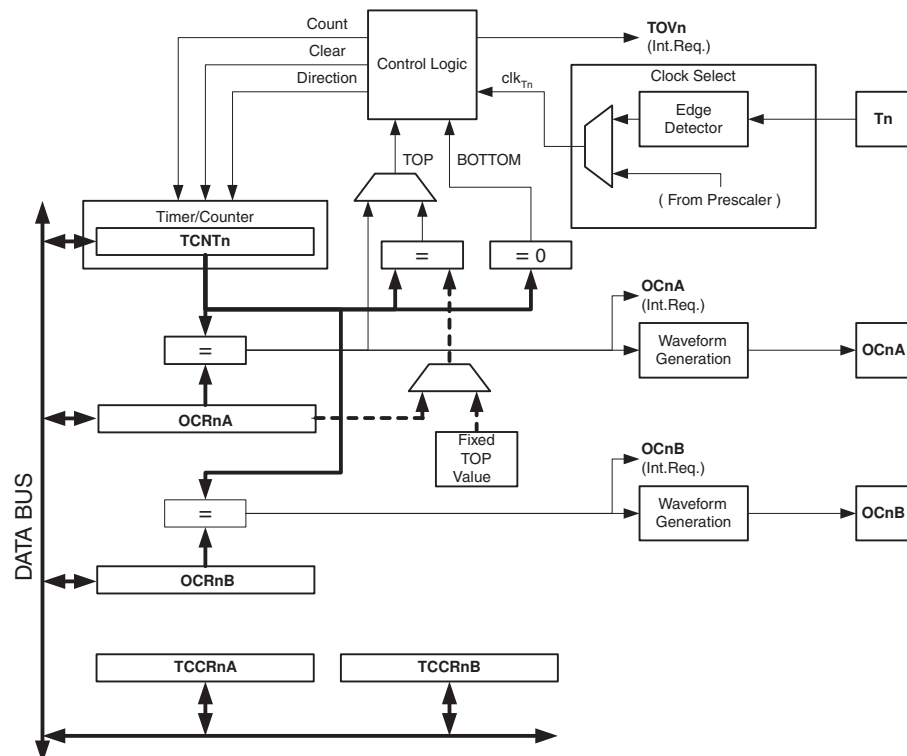 Count
Clear
Direction
Control Logic
TOVn
(Int.Req.)
clkTn
Clock Select
Edge
Detector
Tn
( From Prescaler )
TOP
BOTTOM
Timer/Counter
TCNTn
=
= 0
OCnA
(Int.Req.)
=
Waveform
Generation
OCnA
OCRnA
Fixed
TOP
Value
OCnB
(Int.Req.)
=
Waveform
Generation
OCnB
DATA BUS
OCRnB
TCCRnA
TCCRnB